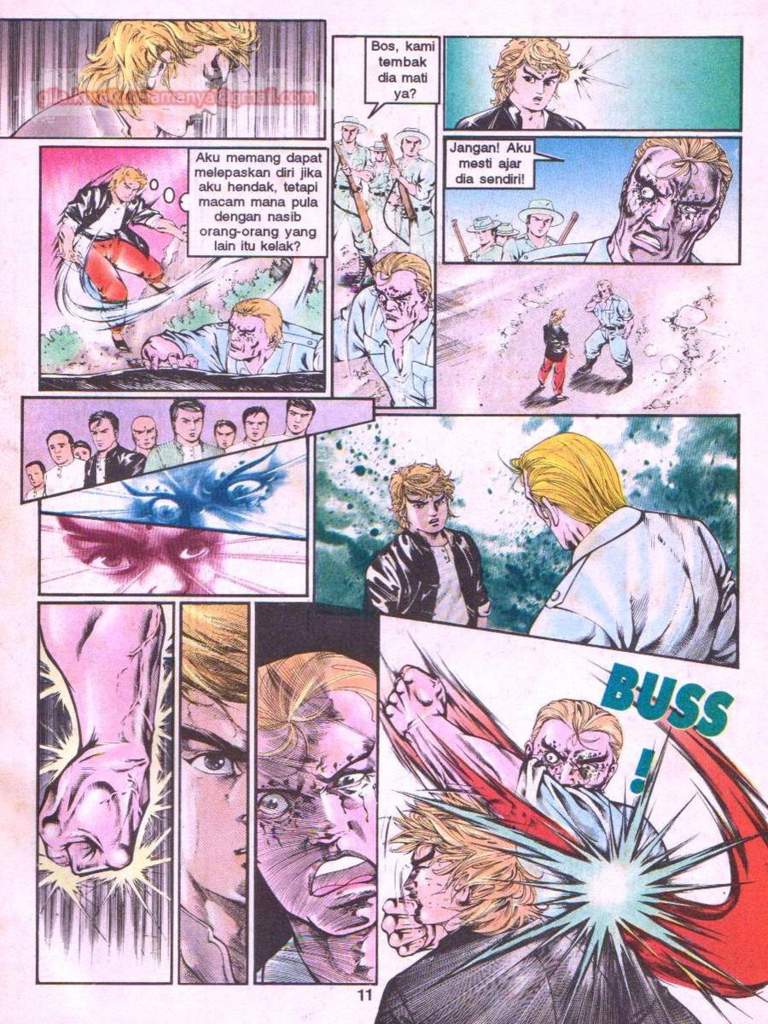 Aku memang dapat
melepaskan diri jika
aku hendak, tetapi
macam mana pula
dengan nasib
orang-orang yang
lain itu kelak?
Bos, kami
tembak
dia mati
ya?
Jangan! Aku
mesti ajar
dia sendiri!
BUSS
!
11